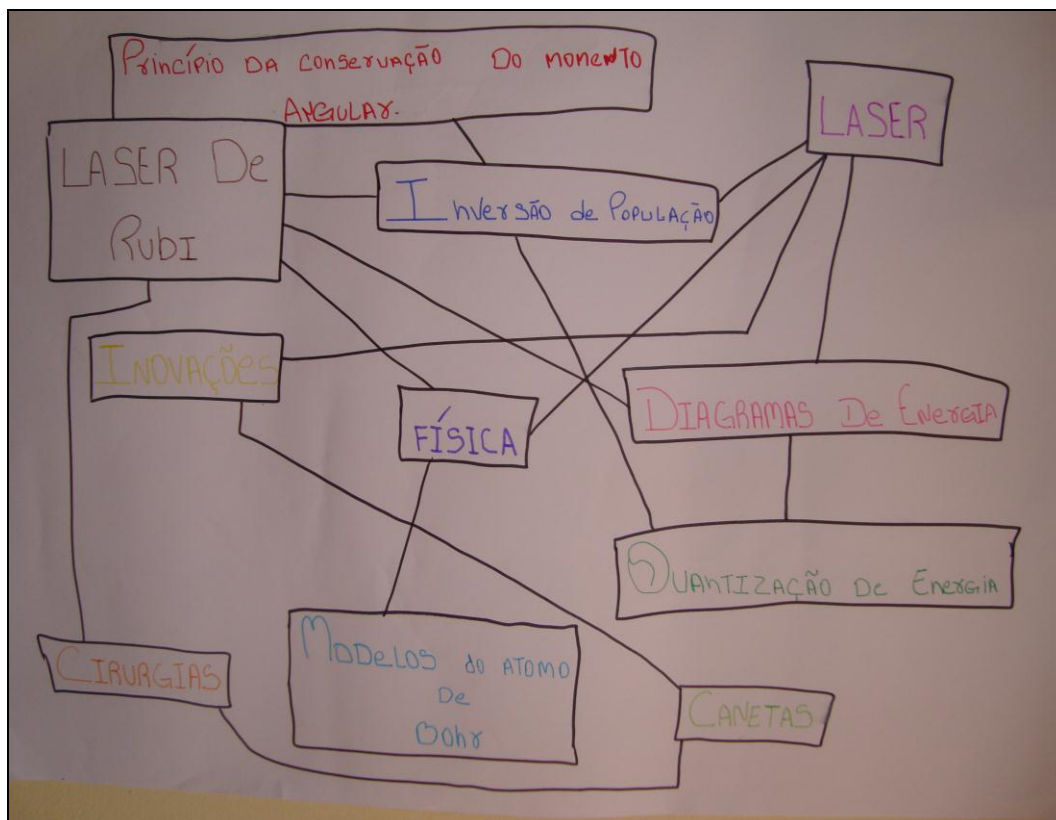 Princípio DA conservação Do monento
ANGULAR.
LASER
LASER De
RubI
Inversão de População
INOVAÇÕES
FÍSICA
DIAGRAMAS De Energia
QUANTIZAÇÃO De Energia
CIRURGIAS
MODELOS do ATOMO
De
Bohr
CANETAS